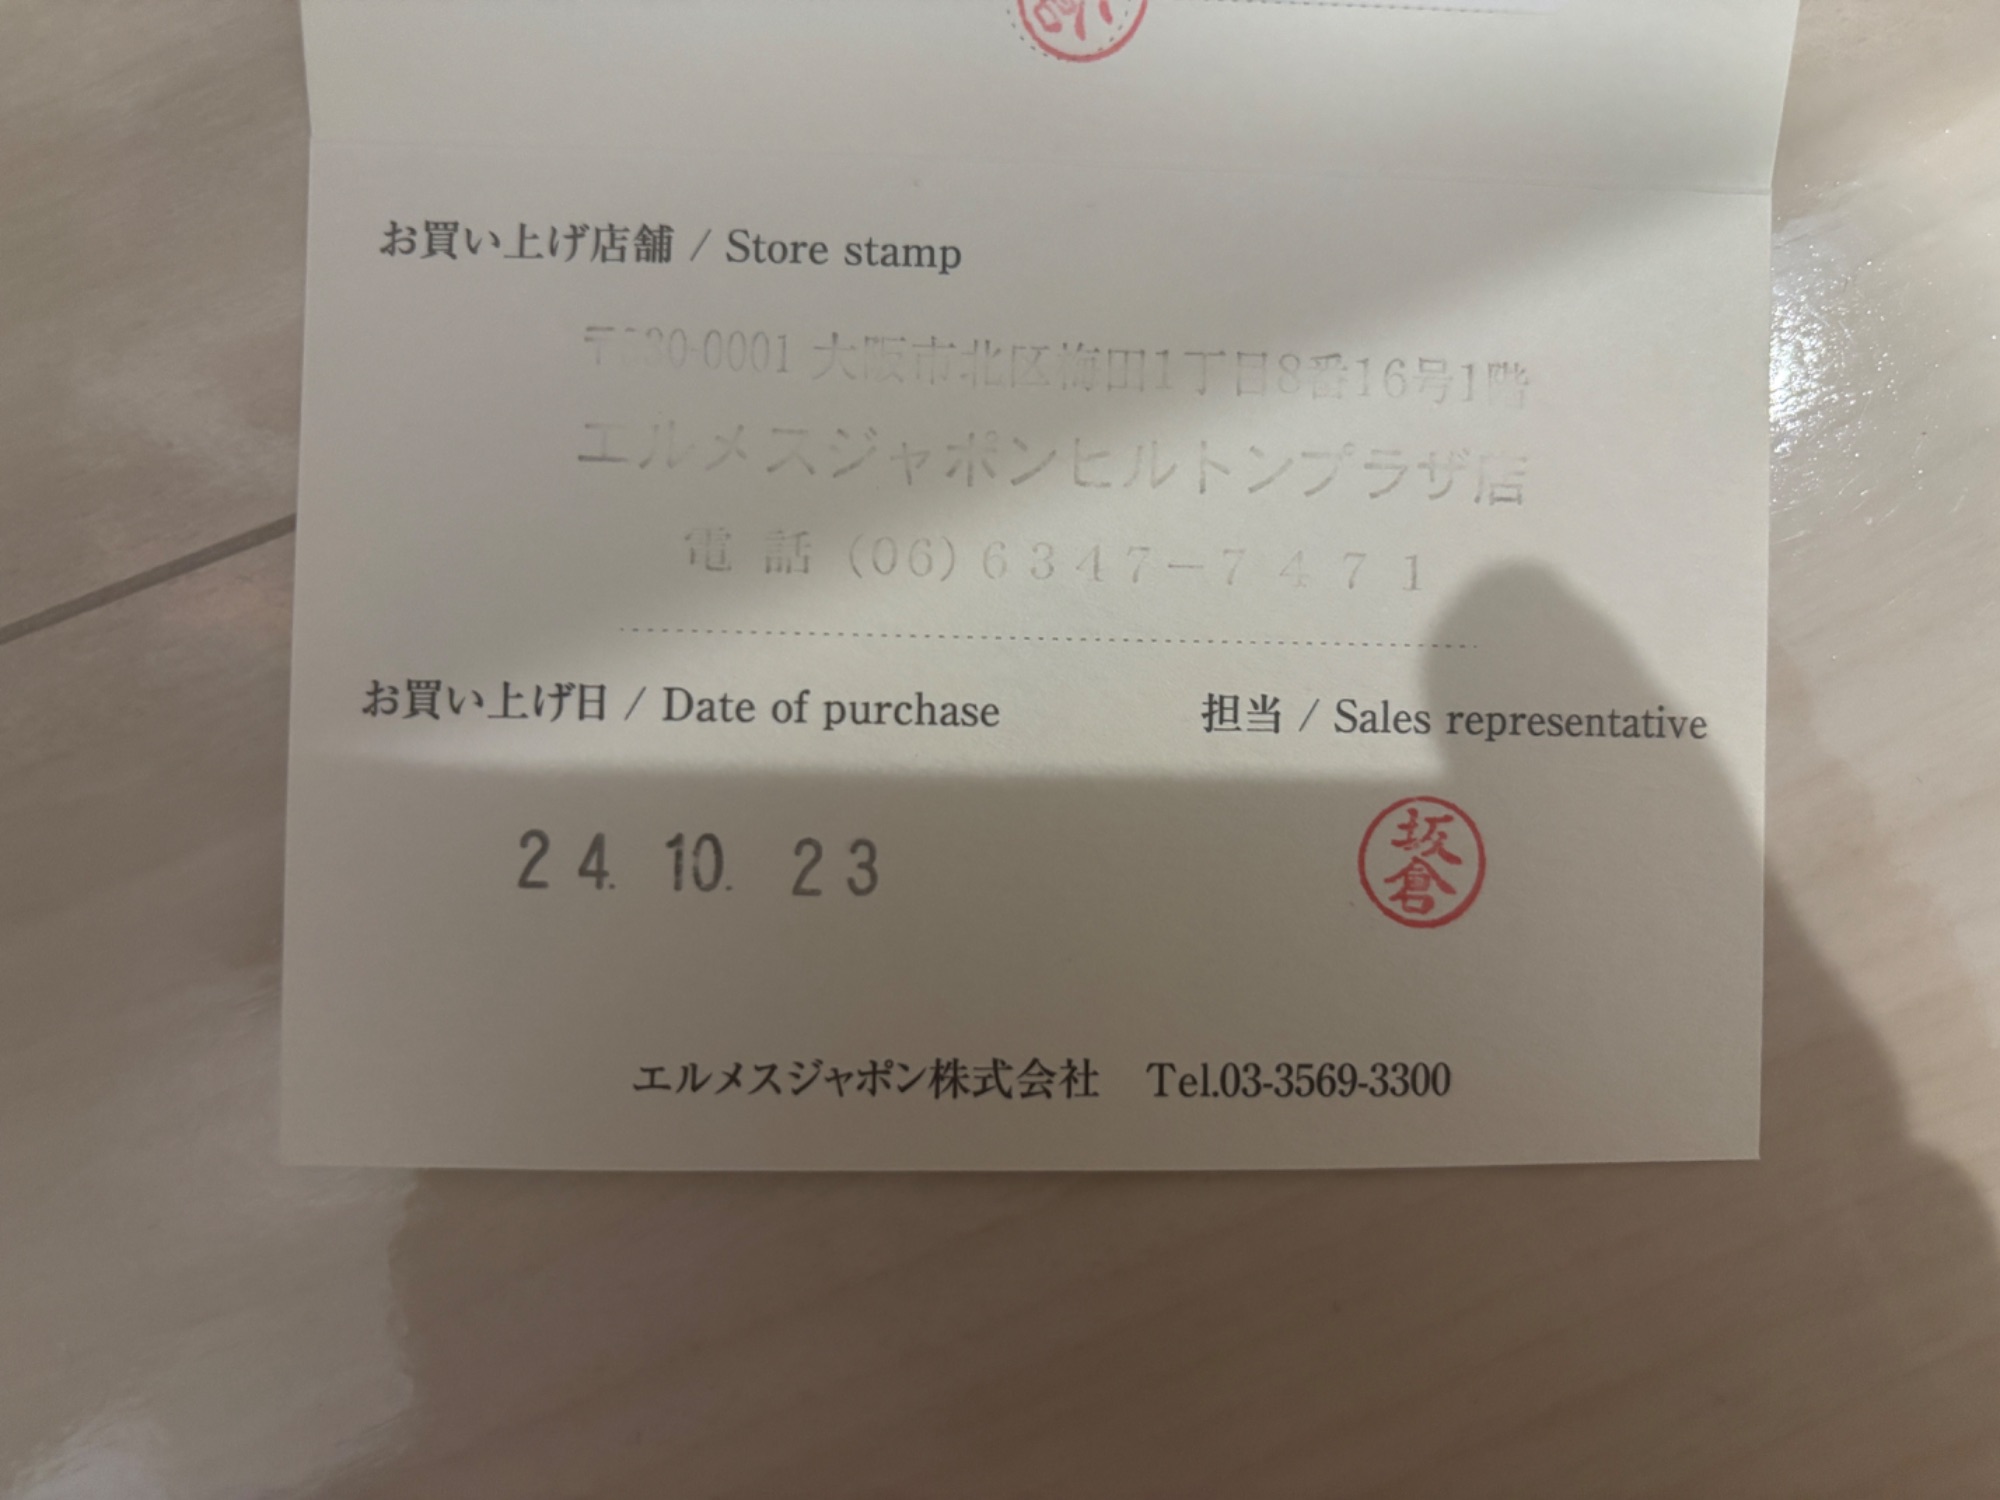 お買い上げ店舗 / Store stamp
大阪市北区梅田1丁目8番16号1階
エルメスジャポンヒルトンプラザ店
電話 (06) 6347-7471
お買い上げ日 / Date of purchase 担当 / Sales representative
24. 10. 23 坂倉
エルメスジャポン株式会社 Tel.03-3569-3300